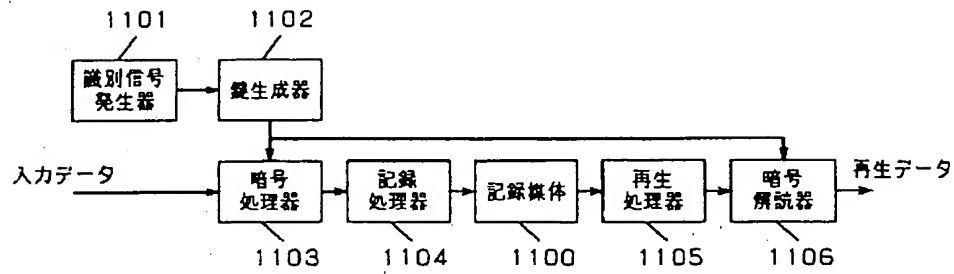 1101
1102
識別信号
発生器
鍵生成器
入力データ
暗号
処理器
記録
処理器
記録媒体
再生
処理器
暗号
解読器
再生データ
1103
1104
1100
1105
1106